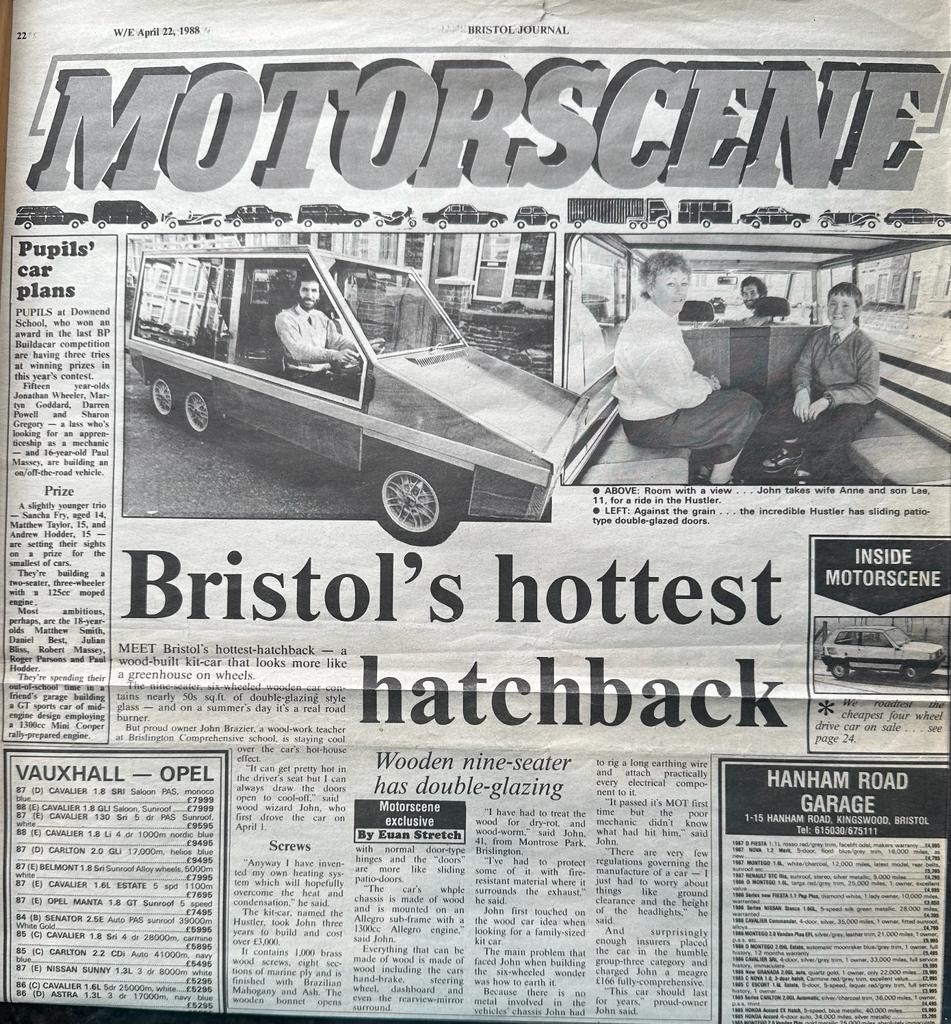 22
W/E April 22, 1988
BRISTOL JOURNAL
MOTORSCENE
Pupils'
car
plans
PUPILS at Downend
School, who won an
award in the last BP
Buildacar competition
are having three tries
at winning prizes in
this year's contest.
Fifteen year-olds
Jonathan Wheeler, Mar-
tyn Goddard, Darren
Powell and Sharon
Gregory — a lass who's
looking for an appren-
ticeship as a mechanic
— and 16-year-old Paul
Massey, are building an
on/off-the-road vehicle.
Prize
A slightly younger trio
— Sancha Fry, aged 14,
Matthew Taylor, 15, and
Andrew Hodder, 15 —
are setting their sights
on a prize for the
smallest of cars.
They're building a
two-seater, three-wheeler
with a 125cc moped
engine.
Most ambitious,
perhaps, are the 18-year-
olds Matthew Smith,
Daniel Best, Julian
Bliss, Robert Massey,
Roger Parsons and Paul
Hodder.
They're spending their
out-of-school time in a
friend's garage building
a GT sports car of mid-
engine design employing
a 1300cc Mini Cooper
rally-prepared engine.
● ABOVE: Room with a view . . . John takes wife Anne and son Lee,
11, for a ride in the Hustler.
● LEFT: Against the grain . . . the incredible Hustler has sliding patio-
type double-glazed doors.
Bristol's hottest
hatchback
INSIDE
MOTORSCENE
* We roadtest the
cheapest four wheel
drive car on sale . . . see
page 24.
MEET Bristol's hottest-hatchback — a
wood-built kit-car that looks more like
a greenhouse on wheels.
The nine-seater, six-wheeled wooden car con-
tains nearly 50s sq.ft. of double-glazing style
glass — and on a summer's day it's a real road
burner.
But proud owner John Brazier, a wood-work teacher
at Brislington Comprehensive school, is staying cool
over the car's hot-house
effect.
"It can get pretty hot in
the driver's seat but I can
always draw the doors
open to cool-off," said
wood wizard John, who
first drove the car on
April 1.
Screws
"Anyway I have inven-
ted my own heating sys-
tem which will hopefully
overcome the heat and
condensation," he said.
The kit-car, named the
Hustler, took John three
years to build and cost
over £3,000.
It contains 1,000 brass
wood screws, eight sec-
tions of marine ply and is
finished with Brazilian
Mahogany and Ash. The
wooden bonnet opens
Wooden nine-seater
has double-glazing
Motorscene
exclusive
By Euan Stretch
with normal door-type
hinges and the "doors"
are more like sliding
patio-doors.
"The car's whole
chassis is made of wood
and is mounted on an
Allegro sub-frame with a
1300c Allegro engine,"
said John.
Everything that can be
made of wood is made of
wood including the cars
hand-brake, steering
wheel, dashboard and
even the rearview-mirror
surround.
"I have had to treat the
wood for dry-rot, and
wood-worm," said John,
41, from Montrose Park,
Brislington.
"I've had to protect
some of it with fire-
resistant material where it
surrounds the exhaust,"
he said.
John first touched on
the wood car idea when
looking for a family-sized
kit car.
The main problem that
faced John when building
the six-wheeled wonder
was how to earth it.
Because there is no
metal involved in the
vehicles' chassis John had
to rig a long earthing wire
and attach practically
every electrical compo-
nent to it.
"It passed it's MOT first
time but the poor
mechanic didn't know
what had hit him," said
John.
"There are very few
regulations governing the
manufacture of a car — I
just had to worry about
things like ground
clearance and the height
of the headlights," he
said.
And surprisingly
enough insurers placed
the car in the humble
group-three category and
charged John a meagre
£166 fully-comprehensive.
"This car should last
for years," proud-owner
John said.
VAUXHALL — OPEL
87 (D) CAVALIER 1.8 SRI Saloon PAS, monoco
blue £7999
88 (E) CAVALIER 1.8 GLI Saloon, Sunroof £7999
87 (E) CAVALIER 130 Sri 5 dr PAS Sunroof,
white £9595
88 (E) CAVALIER 1.8 Li 4 dr 1000m nordic blue
£9495
87 (D) CARLTON 2.0 GLi 17,000m, helios blue
£9495
87 (E) BELMONT 1.8 Sri Sunroof Alloy wheels, 5000m
white £7995
87 (E) CAVALIER 1.6L ESTATE 5 spd 1100m
£7695
87 (E) OPEL MANTA 1.8 GT Sunroof 5 speed
£7495
84 (B) SENATOR 2.5E Auto PAS sunroof 39000m
White Gold £5995
85 (C) CAVALIER 1.8 Sri 4 dr 28000m, carmine
£5895
85 (C) CARLTON 2.2 CDi Auto 41000m, navy
blue £5295
87 (E) NISSAN SUNNY 1.3L 3 dr 8000m white
£5295
86 (C) CAVALIER 1.6L 5dr 25000m, white £5295
86 (D) ASTRA 1.3L 3 dr 17000m, navy blue
£5295
HANHAM ROAD
GARAGE
1-15 HANHAM ROAD, KINGSWOOD, BRISTOL
Tel: 615030/675111